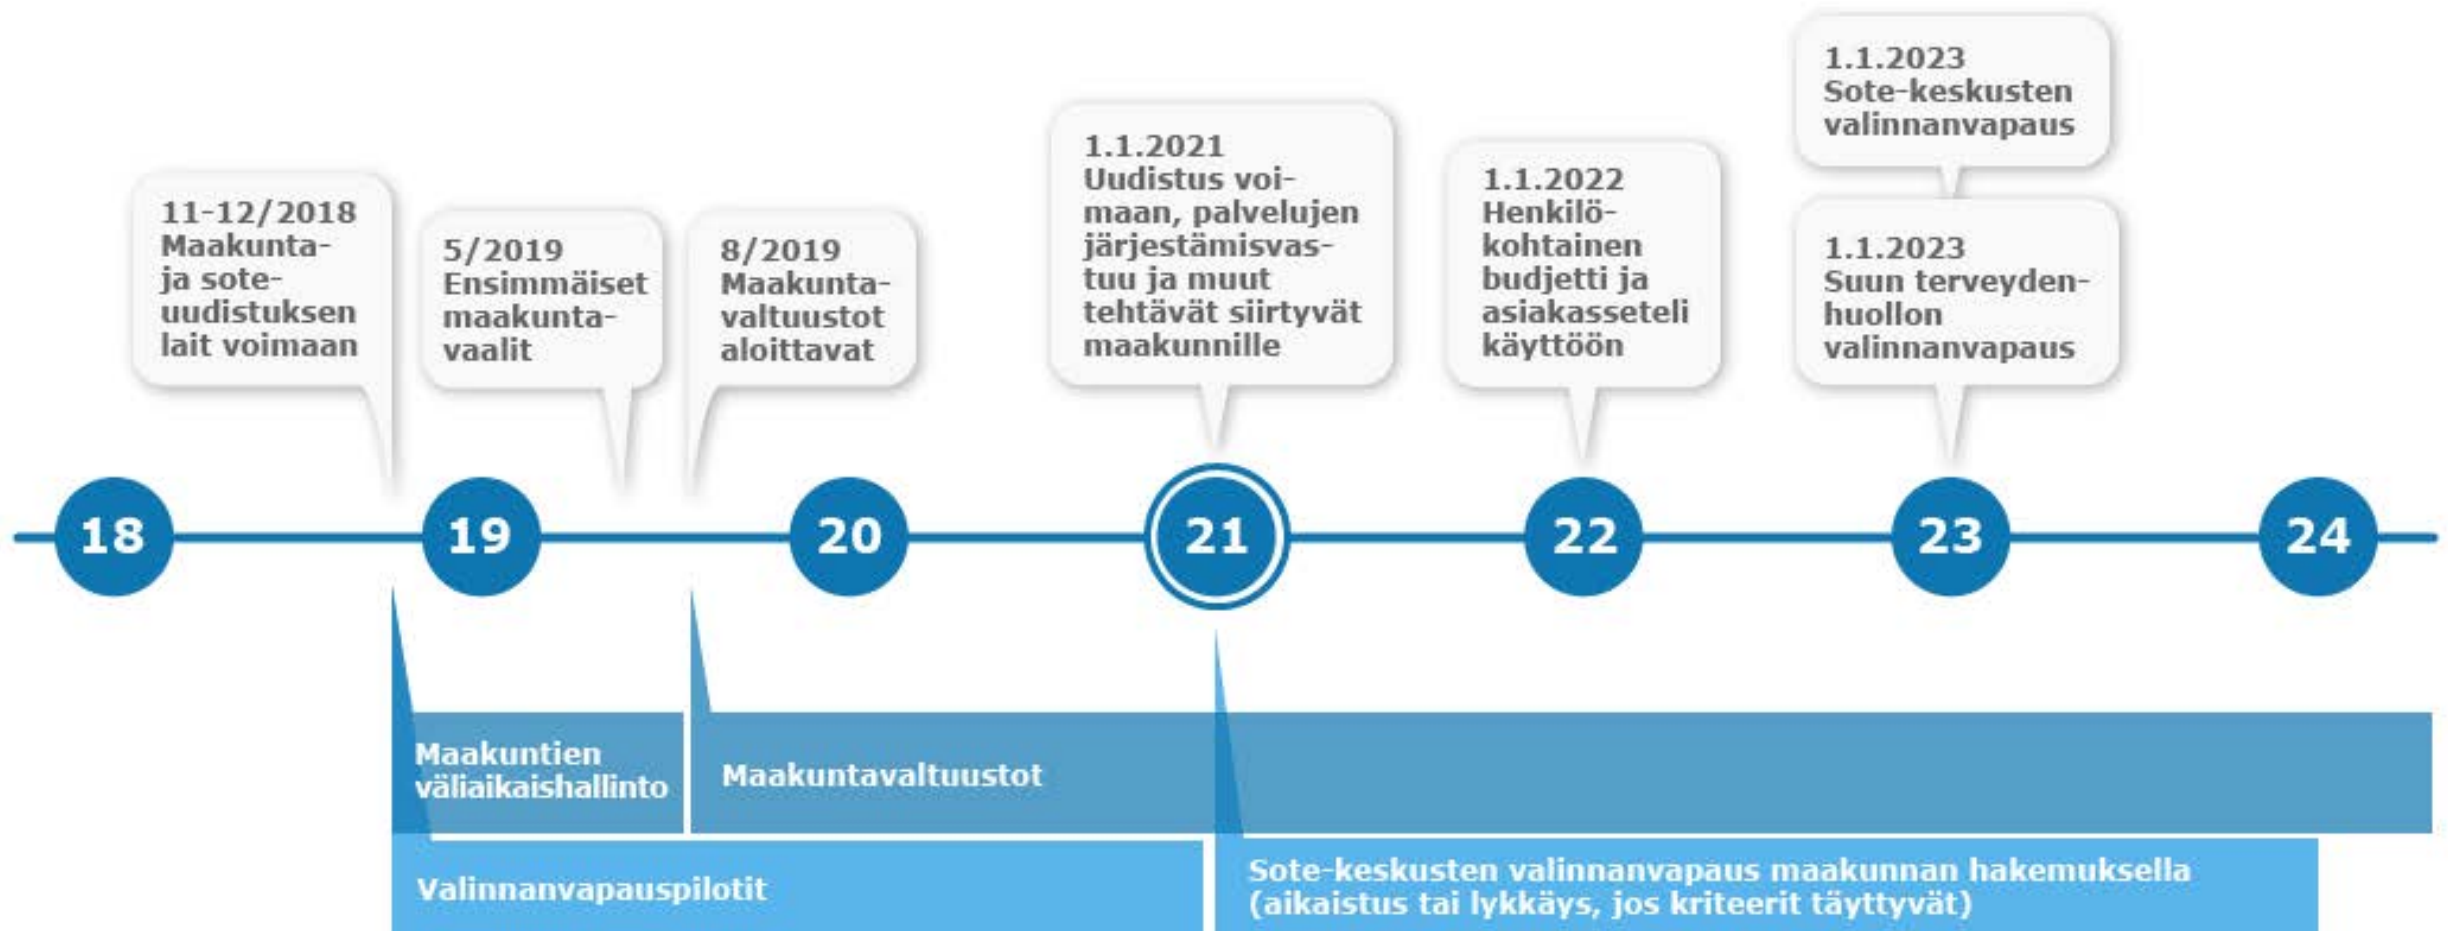 11-12/2018
Maakunta-
ja sote-
uudistuksen
lait voimaan
5/2019
Ensimmäiset
maakunta-
vaalit
8/2019
Maakunta-
valtuustot
aloittavat
1.1.2021
Uudistus voi-
maan, palvelujen
järjestämisvas-
tuu ja muut
tehtävät siirtyvät
maakunnille
1.1.2022
Henkilö-
kohtainen
budjetti ja
asiakasseteli
käyttöön
1.1.2023
Sote-keskusten
valinnanvapaus
1.1.2023
Suun terveyden-
huollon
valinnanvapaus
18
19
20
21
22
23
24
Maakuntien
väliaikaishallinto
Maakuntavaltuustot
Valinnanvapauspilotit
Sote-keskusten valinnanvapaus maakunnan hakemuksella
(aikaistus tai lykkäys, jos kriteerit täyttyvät)